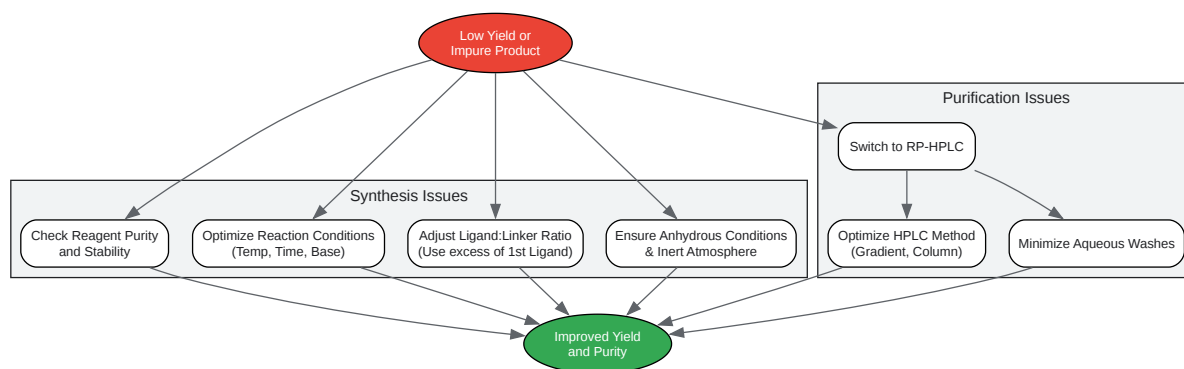 Low Yield or
Impure Product
Purification Issues
Switch to RP-HPLC
Synthesis Issues
Check Reagent Purity
and Stability
Optimize Reaction Conditions
(Temp, Time, Base)
Adjust Ligand:Linker Ratio
(Use excess of 1st Ligand)
Ensure Anhydrous Conditions
& Inert Atmosphere
Optimize HPLC Method
(Gradient, Column)
Minimize Aqueous Washes
Improved Yield
and Purity